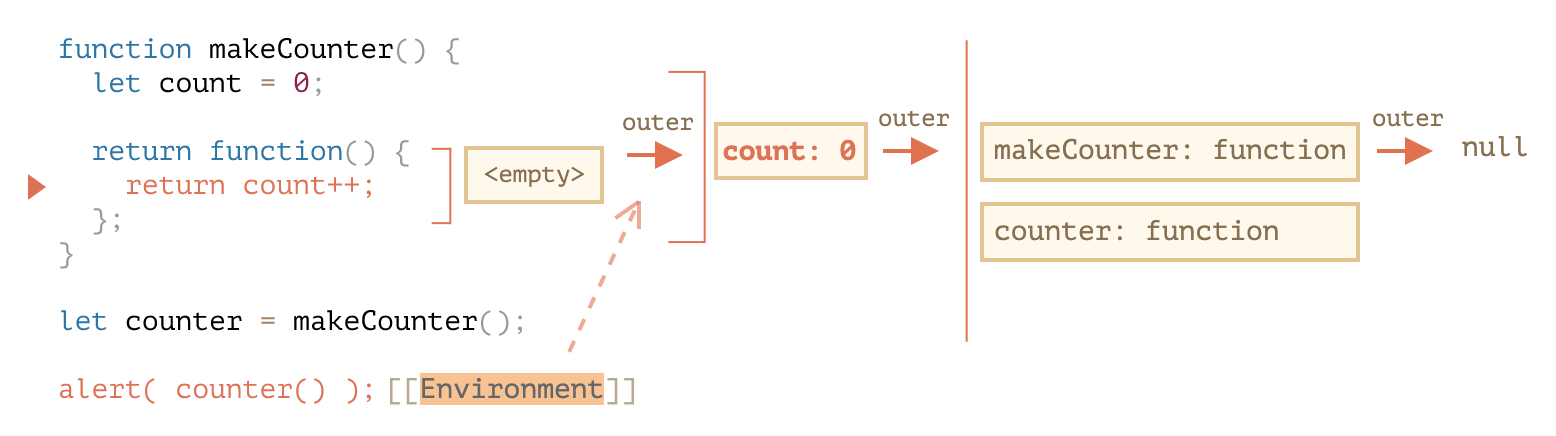 function makeCounter() {
let count = 0;
return function() {
return count++;
};
}
let counter = makeCounter();
alert( counter() ); [[Environment]]
<empty>
outer
count: 0
outer
makeCounter: function
counter: function
outer
null